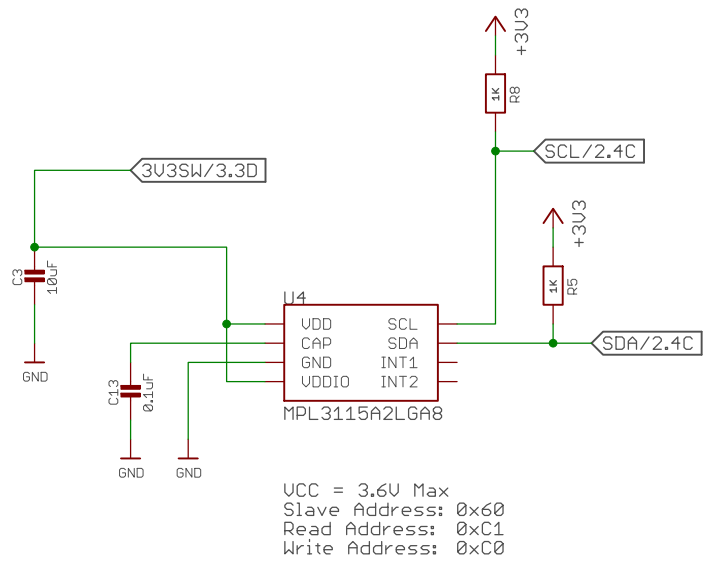 +3V3
1K
R8
SCL/2.4C
3V3SW/3.3D
+3V3
C3
10uF
1K
R5
U4
VDD
SCL
SDA/2.4C
CAP
SDA
GND
INT1
VDDIO
INT2
GND
C13
0.1uF
MPL3115A2LGA8
GND
GND
VCC = 3.6V Max
Slave Address: 0x60
Read Address: 0xC1
Write Address: 0xC0